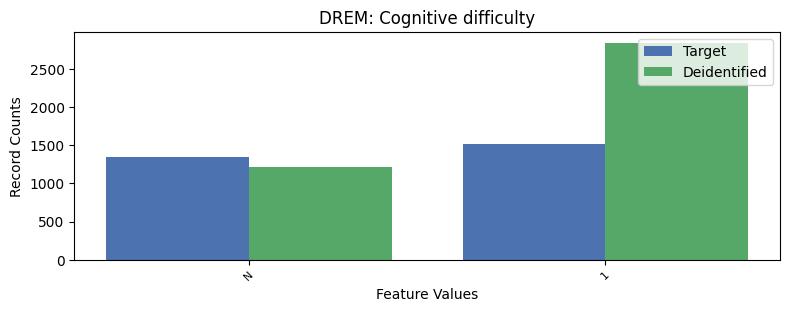 DREM: Cognitive difficulty
Target
Deidentified
Record Counts
2500
2000
1500
1000
500
0
N
1
Feature Values